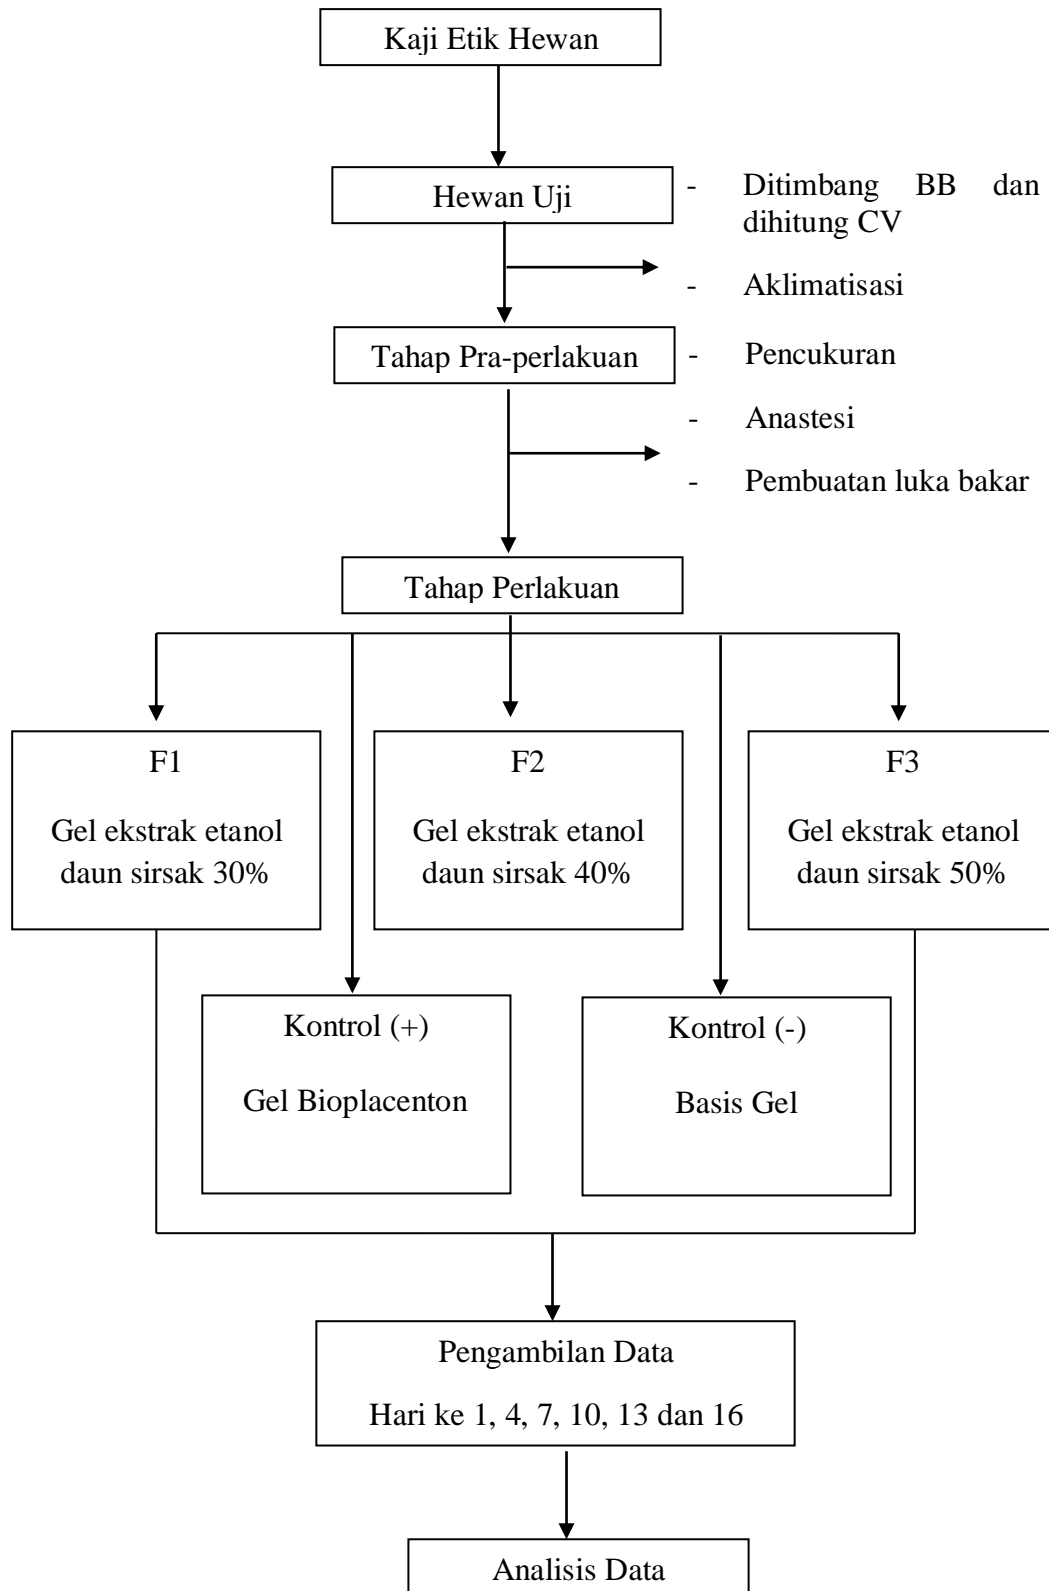 Kaji Etik Hewan
Hewan Uji
- Ditimbang BB dan
dihitung CV
- Aklimatisasi
Tahap Pra-perlakuan
- Pencukuran
- Anastesi
- Pembuatan luka bakar
Tahap Perlakuan
F1
Gel ekstrak etanol
daun sirsak 30%
F2
Gel ekstrak etanol
daun sirsak 40%
F3
Gel ekstrak etanol
daun sirsak 50%
Kontrol (+)
Gel Bioplacenton
Kontrol (-)
Basis Gel
Pengambilan Data
Hari ke 1, 4, 7, 10, 13 dan 16
Analisis Data